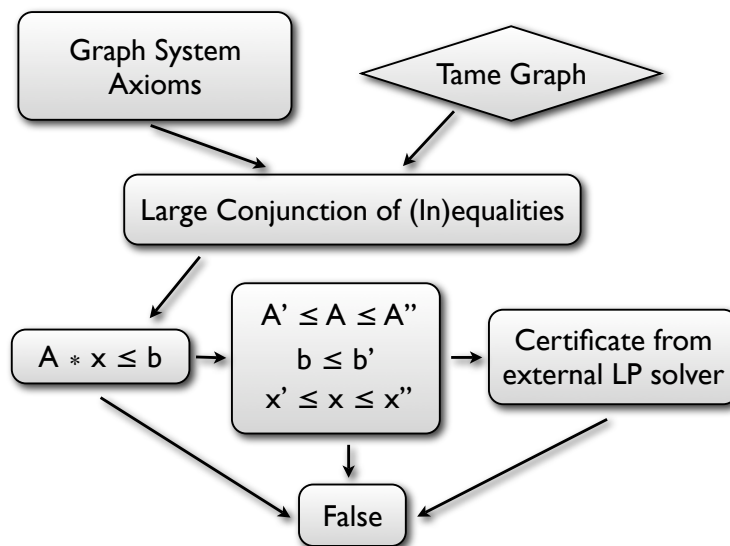 Graph System
Axioms
Tame Graph
Large Conjunction of (In)equalities
A * x ≤ b
A’ ≤ A ≤ A’’
b ≤ b’
x’ ≤ x ≤ x’’
Certificate from
external LP solver
False